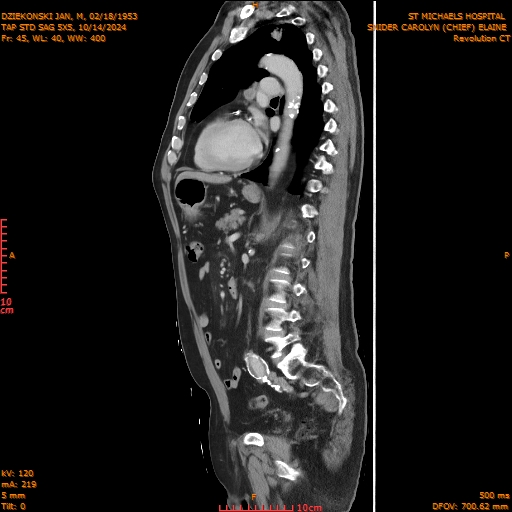 DZIEKONSKI JAN, M, 02/18/1953
TAP STD SAG 5X5, 10/14/2024
Fr: 45, WL: 40, WW: 400
ST MICHAELS HOSPITAL
SNIDER CAROLYN (CHIEF) ELAINE
Revolution CT
A
P
10
cm
kV: 120
mA: 219
5 mm
Tilt: 0
F
10cm
500 ms
DFOV: 700.62 mm